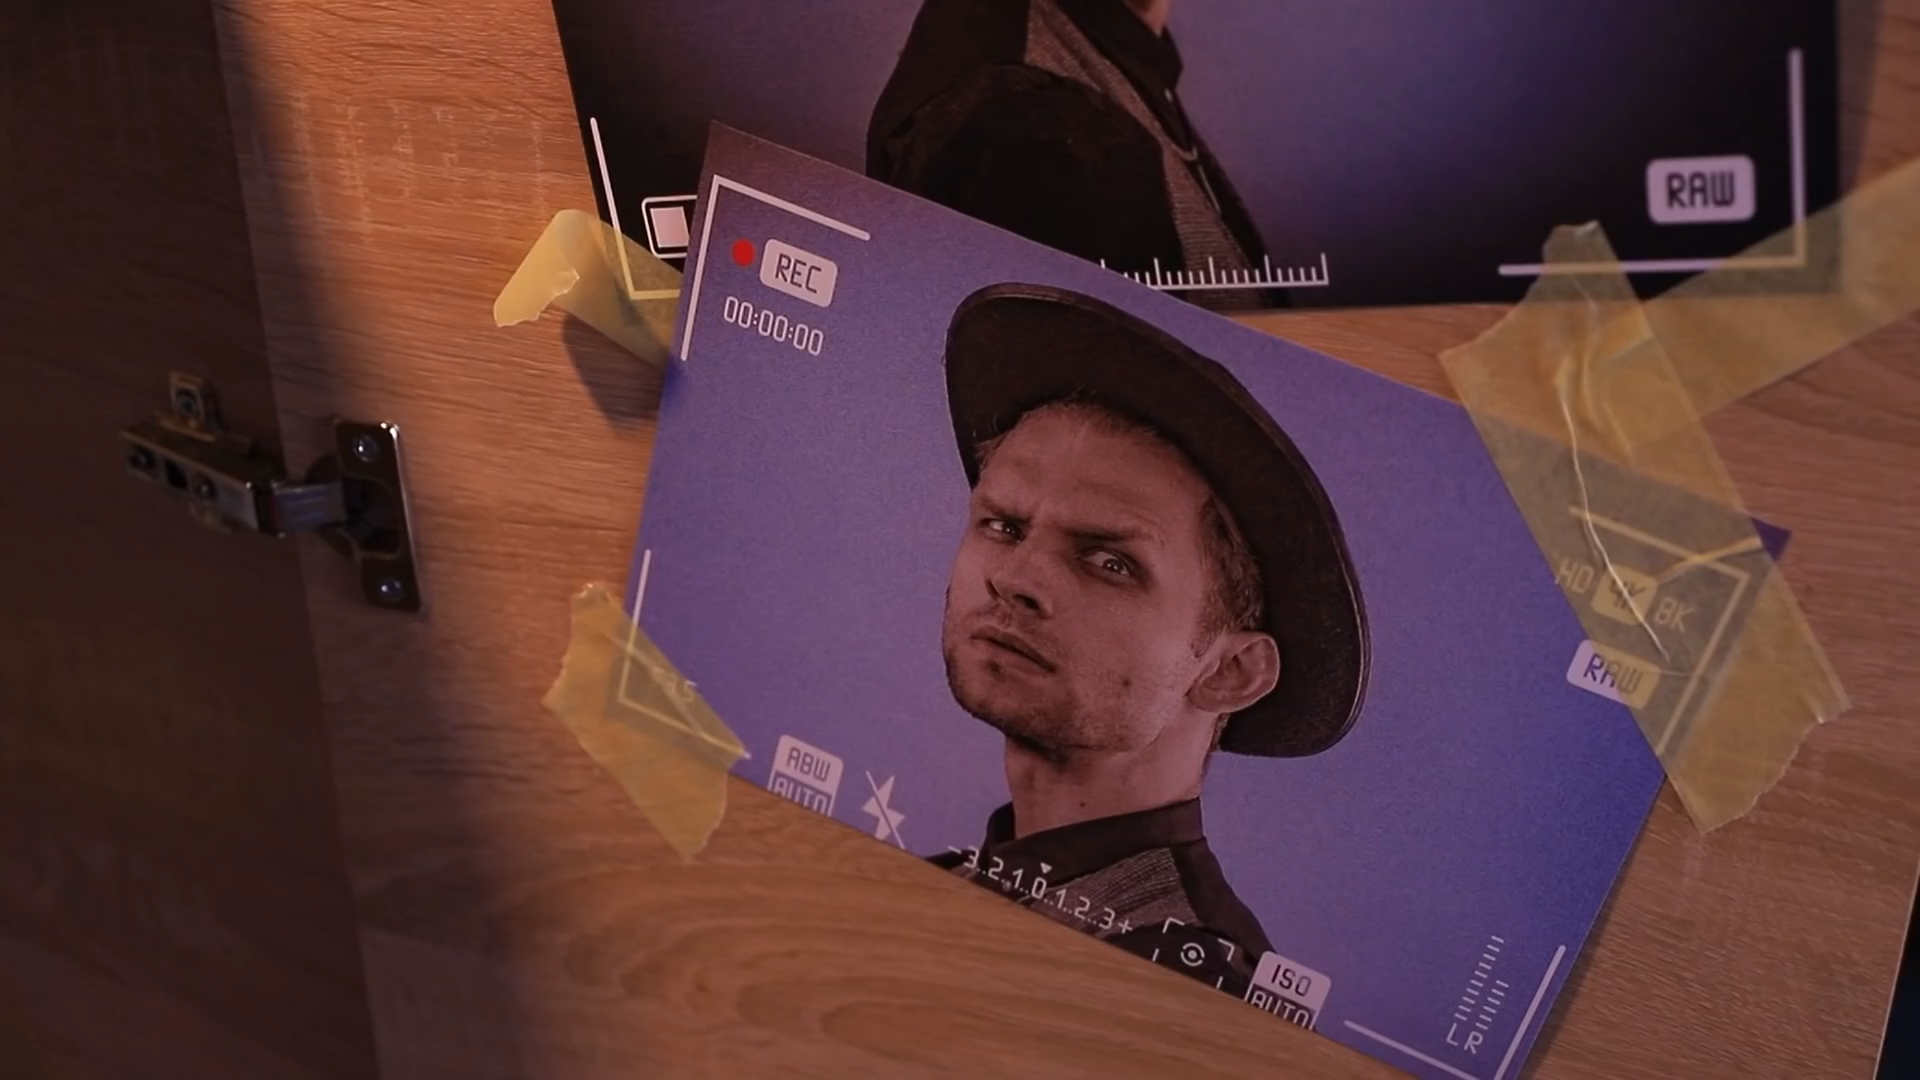 RAW
REC
00:00:00
HD 4K 8K
RAW
ABW
AUTO
-3..2..1..0..1..2..3+
ISO
AUTO
LR